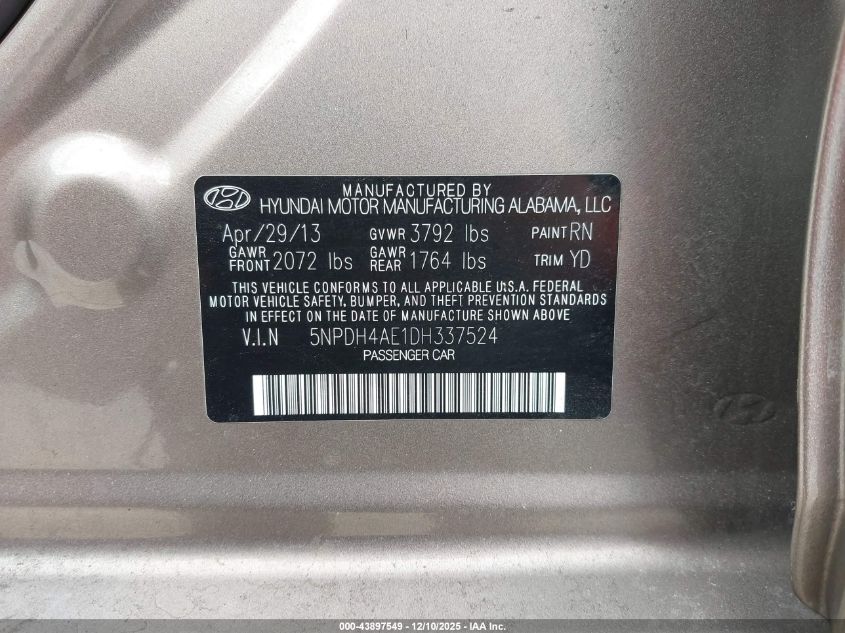 MANUFACTURED BY
HYUNDAI MOTOR MANUFACTURING ALABAMA, LLC
Apr/29/13 GVWR 3792 lbs PAINT RN
GAWR FRONT 2072 lbs GAWR REAR 1764 lbs TRIM YD
THIS VEHICLE CONFORMS TO ALL APPLICABLE U.S.A. FEDERAL
MOTOR VEHICLE SAFETY, BUMPER, AND THEFT PREVENTION STANDARDS
IN EFFECT ON THE DATE OF MANUFACTURE SHOWN ABOVE
V.I.N 5NPDH4AE1DH337524
PASSENGER CAR
000-43897549 - 12/10/2025 - IAA Inc.